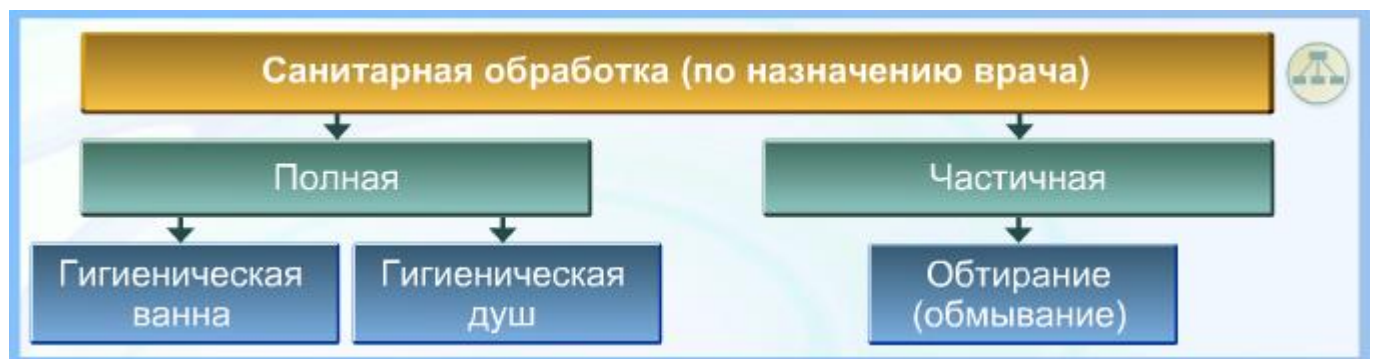 Санитарная обработка (по назначению врача)
Полная
Частичная
Гигиеническая
ванна
Гигиеническая
душ
Обтирание
(обмывание)